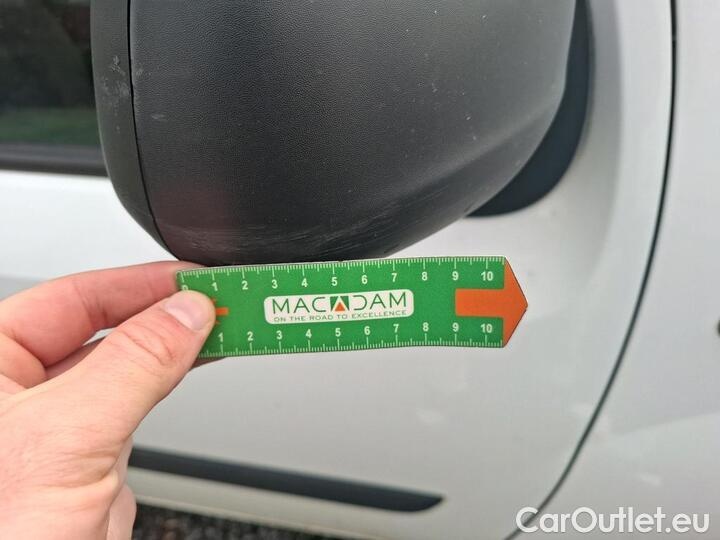 0 1 2 3 4 5 6 7 8 9 10
MACADAM
ON THE ROAD TO EXCELLENCE
1 2 3 4 5 6 7 8 9 10
CarOutlet.eu